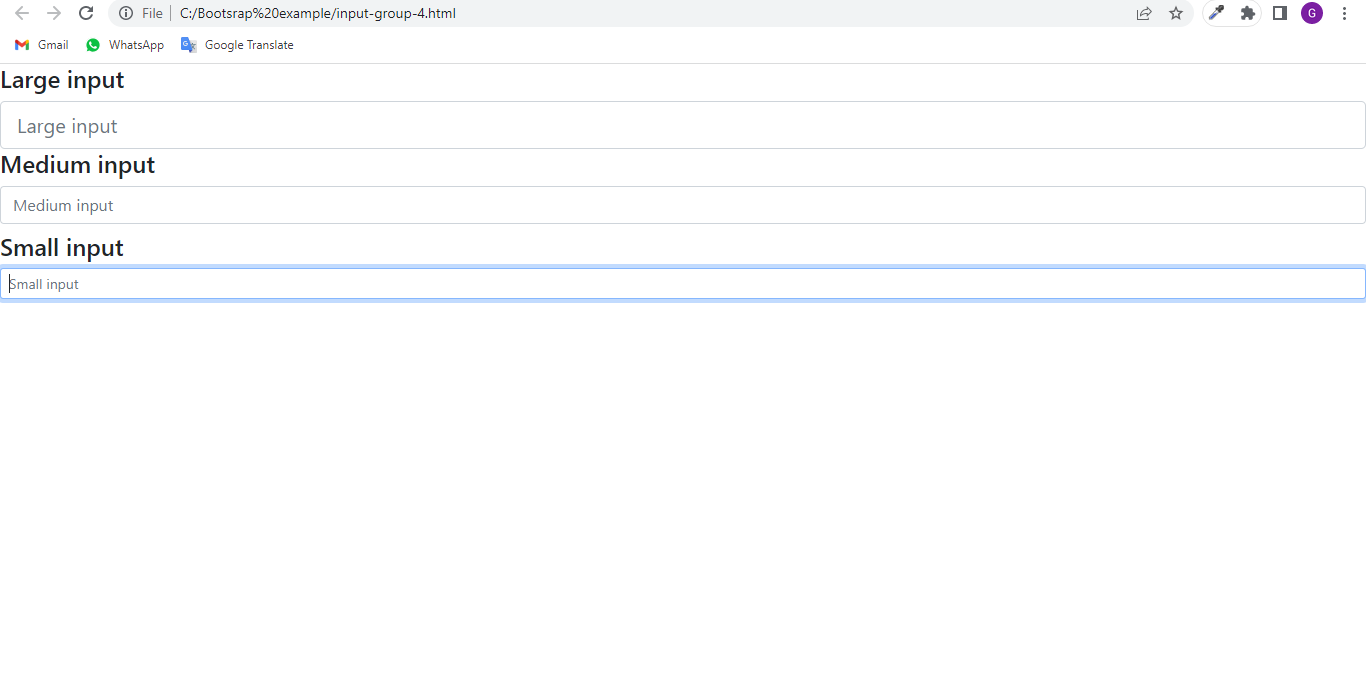 File C:/Bootsrap%20example/input-group-4.html G
Gmail WhatsApp Google Translate
Large input
Large input
Medium input
Medium input
Small input
Small input